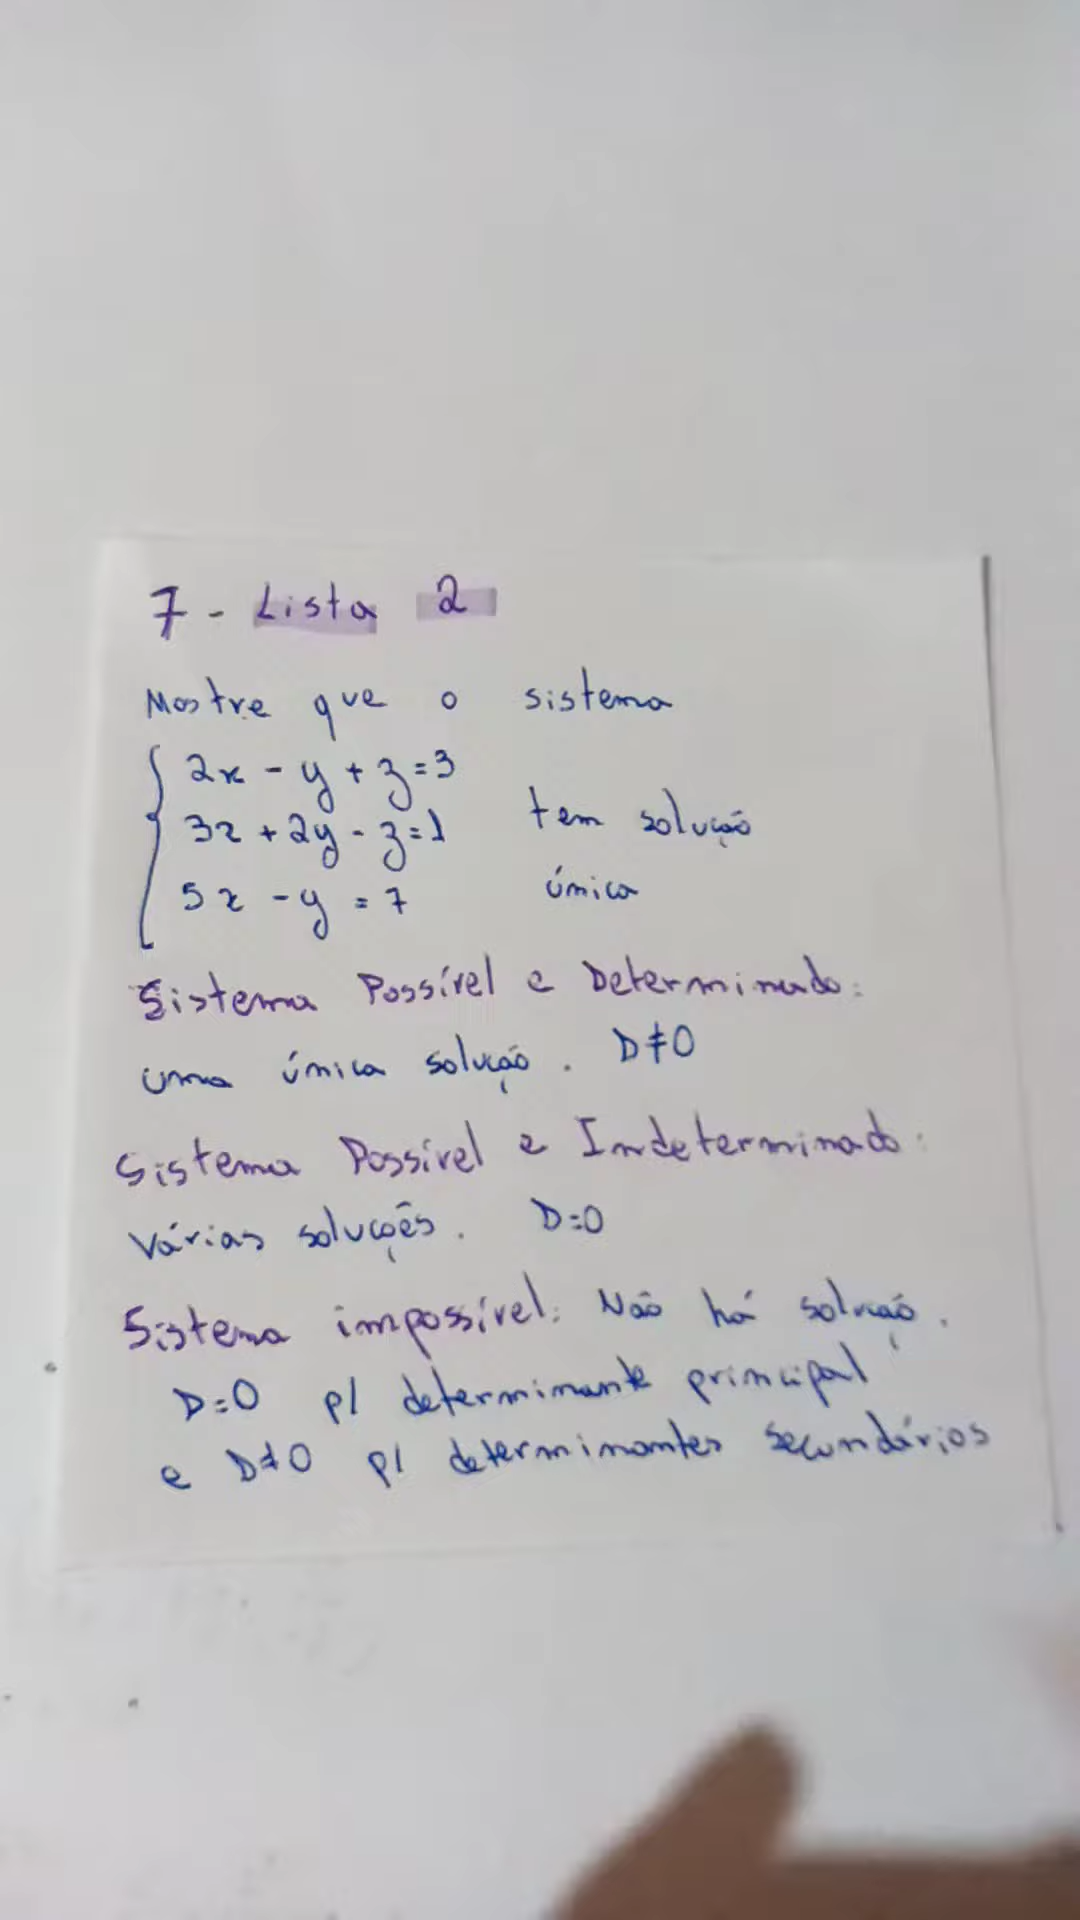 7 - Lista 2
Mostre que o sistema
2x - y + z = 3
3x + 2y - z = 1 tem solução
5x - y = 7 única
Sistema Possível e Determinado:
uma única solução. D≠0
Sistema Possível e Indeterminado:
Várias soluções. D=0
Sistema impossível: Não há solução.
D=0 p/ determinante principal
e D≠0 p/ determinantes secundários